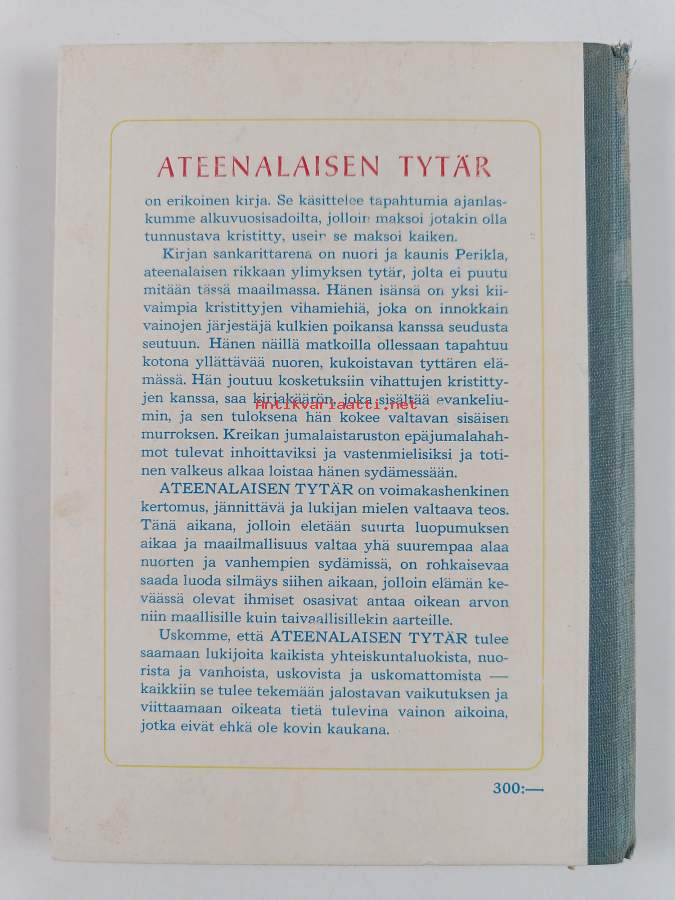 ATEENALAISEN TYTÄR
on erikoinen kirja. Se käsittelee tapahtumia ajanlas-
kumme alkuvuosisadoilta, jolloin maksoi jotakin olla
tunnustava kristitty, usein se maksoi kaiken.
Kirjan sankarittarena on nuori ja kaunis Perikla,
ateenalaisen rikkaan ylimyksen tytär, jolta ei puutu
mitään tässä maailmassa. Hänen isänsä on yksi kii-
vaimpia kristittyjen vihamiehiä, joka on innokkain
vainojen järjestäjä kulkien poikansa kanssa seudusta
seutuun. Hänen näillä matkoilla ollessaan tapahtuu
kotona yllättävää nuoren, kukoistavan tyttären elä-
mässä. Hän joutuu kosketuksiin vihattujen kristitty-
jen kanssa, saa kirjakäärön, joka sisältää evankeliu-
Antikvariaatti.net
min, ja sen tuloksena hän kokee valtavan sisäisen
murroksen. Kreikan jumalaistaruston epäjumalahah-
mot tulevat inhoittaviksi ja vastenmielisiksi ja toti-
nen valkeus alkaa loistaa hänen sydämessään.
ATEENALAISEN TYTÄR on voimakashenkinen
kertomus, jännittävä ja lukijan mielen valtaava teos.
Tänä aikana, jolloin eletään suurta luopumuksen
aikaa ja maailmallisuus valtaa yhä suurempaa alaa
nuorten ja vanhempien sydämissä, on rohkaisevaa
saada luoda silmäys siihen aikaan, jolloin elämän ke-
väässä olevat ihmiset osasivat antaa oikean arvon
niin maallisille kuin taivaallisillekin aarteille.
Uskomme, että ATEENALAISEN TYTÄR tulee
saamaan lukijoita kaikista yhteiskuntaluokista, nuo-
rista ja vanhoista, uskovista ja uskomattomista —
kaikkiin se tulee tekemään jalostavan vaikutuksen ja
viittaamaan oikeata tietä tulevina vainon aikoina,
jotka eivät ehkä ole kovin kaukana.
300:—